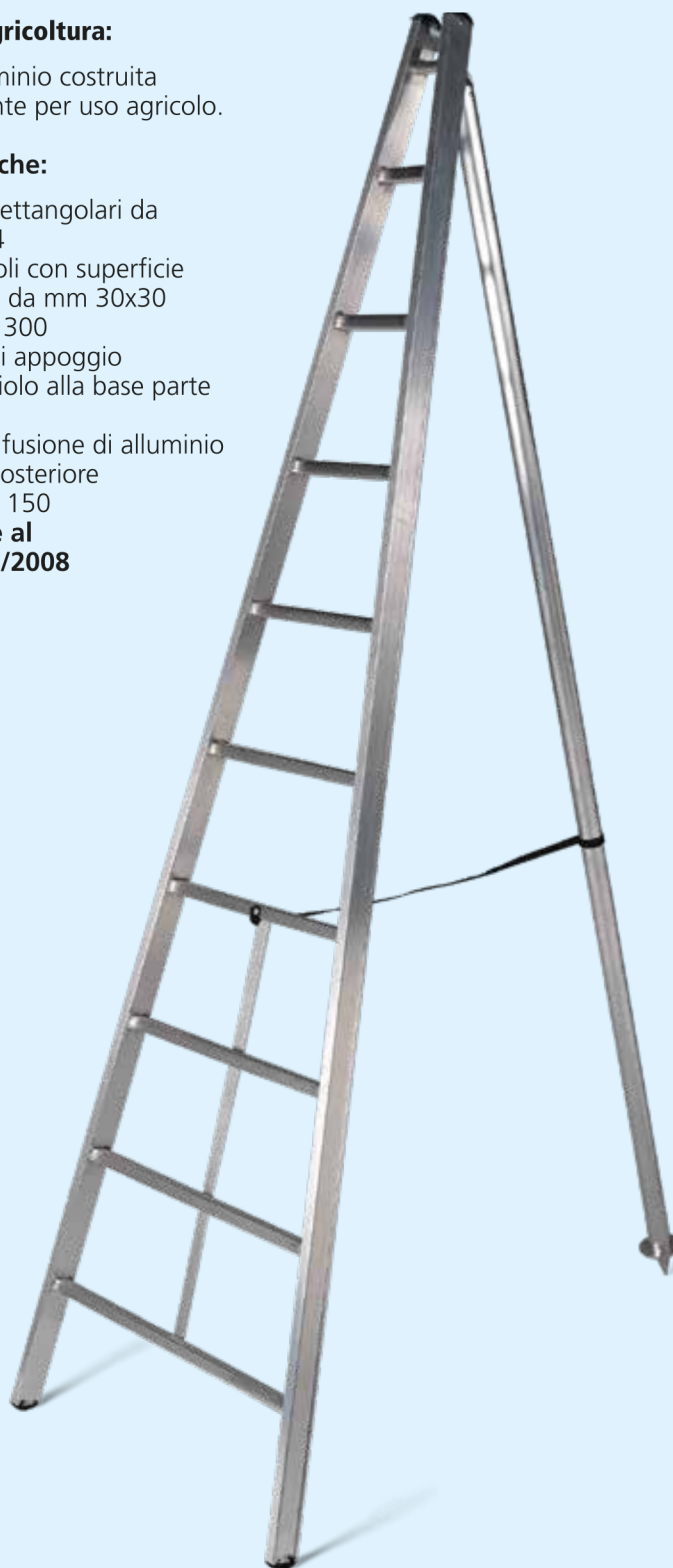 gricoltura:
minio costruita
nte per uso agricolo.
che:
ettangolari da
4
oli con superficie
da mm 30x30
300
i appoggio
iolo alla base parte
fusione di alluminio
osteriore
150
e al
/2008